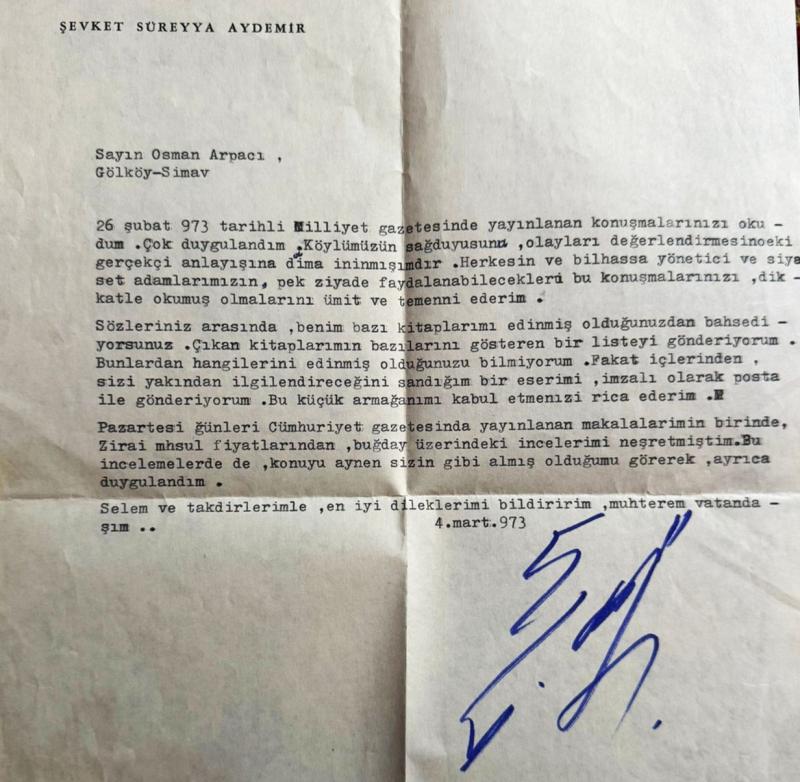 ŞEVKET SÜREYYA AYDEMİR
Sayın Osman Arpacı ,
Gölköy-Simav
26 şubat 973 tarihli Milliyet gazetesinde yayınlanan konuşmalarınızı oku -
dum .Çok duygulandım .Köylümüzün sağduyusunu ,olayları değerlendirmesindeki
gerçekçi anlayışına dima ininmışımdır .Herkesin ve bilhassa yönetici ve siya
set adamlarımızın, pek ziyade faydalanabilecekleri bu konuşmalarınızı ,dik -
katle okumuş olmalarını ümit ve temenni ederim .
Sözleriniz arasında ,benim bazı kitaplarımı edinmiş olduğunuzdan bahsedi -
yorsunuz .Çıkan kitaplarımın bazılarını gösteren bir listeyi gönderiyorum .
Bunlardan hangilerini edinmiş olduğunuzu bilmiyorum .Fakat içlerinden ,
sizi yakından ilgilendireceğini sandığım bir eserimi ,imzalı olarak posta
ile gönderiyorum .Bu küçük armağanımı kabul etmenizi rica ederim .
Pazartesi günleri Cümhuriyet gazetesinda yayınlanan makalalarimin birinde,
Zirai mhsul fiyatlarından ,buğday üzerindeki incelerimi neşretmiştim.Bu
incelemelerde de ,konuyu aynen sizin gibi almış olduğumu görerek ,ayrıca
duygulandım .
Selem ve takdirlerimle ,en iyi dileklerimi bildiririm ,muhterem vatanda -
şım .. 4.mart.973